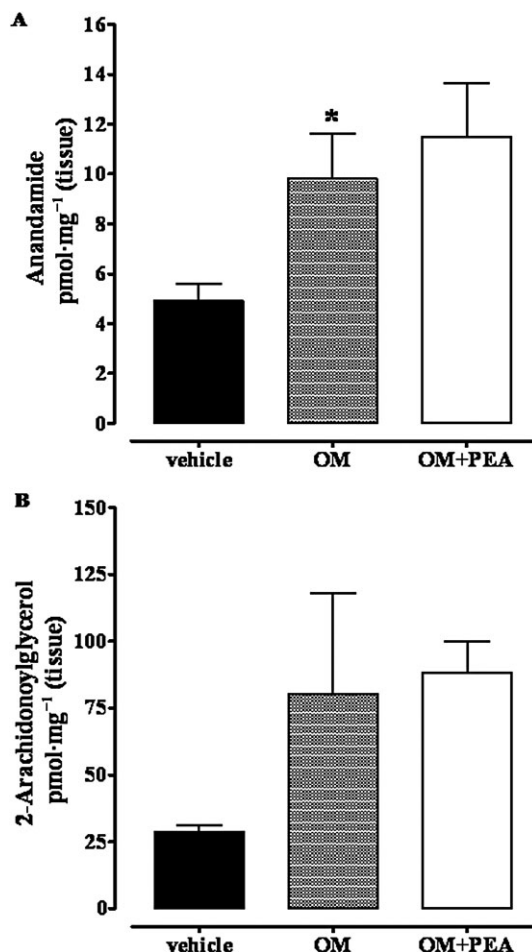 A
Anandamide
pmol·mg⁻¹ (tissue)
16
14
12
10
8
6
4
2
0
*
vehicle OM OM+PEA
B
2-Arachidonoylglycerol
pmol·mg⁻¹ (tissue)
150
125
100
75
50
25
0
vehicle OM OM+PEA